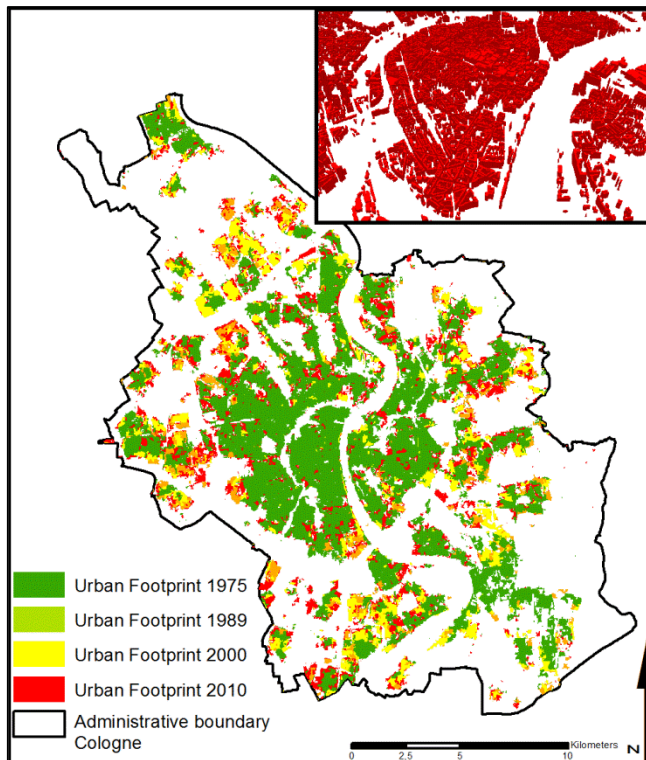 Urban Footprint 1975
Urban Footprint 1989
Urban Footprint 2000
Urban Footprint 2010
Administrative boundary
Cologne
Kilometers
0 2.5 5 10
N